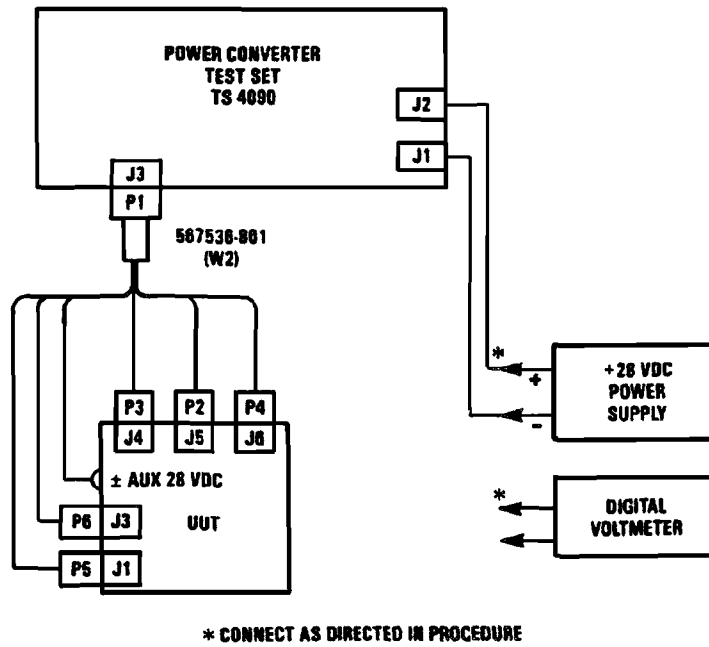 POWER CONVERTER
TEST SET
TS 4090
J2
J1
J3
P1
567536-801
(W2)
P3
P2
P4
J4
J5
J6
± AUX 28 VDC
UUT
P6
J3
P5
J1
*
+
-
+28 VDC
POWER
SUPPLY
*
DIGITAL
VOLTMETER
* CONNECT AS DIRECTED IN PROCEDURE